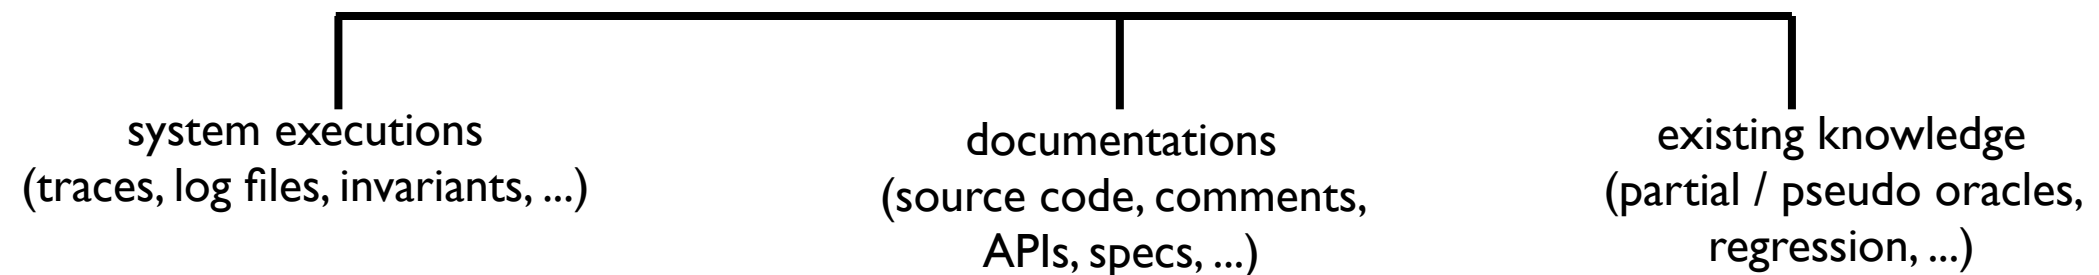 system executions
(traces, log files, invariants, ...)
documentations
(source code, comments,
APIs, specs, ...)
existing knowledge
(partial / pseudo oracles,
regression, ...)